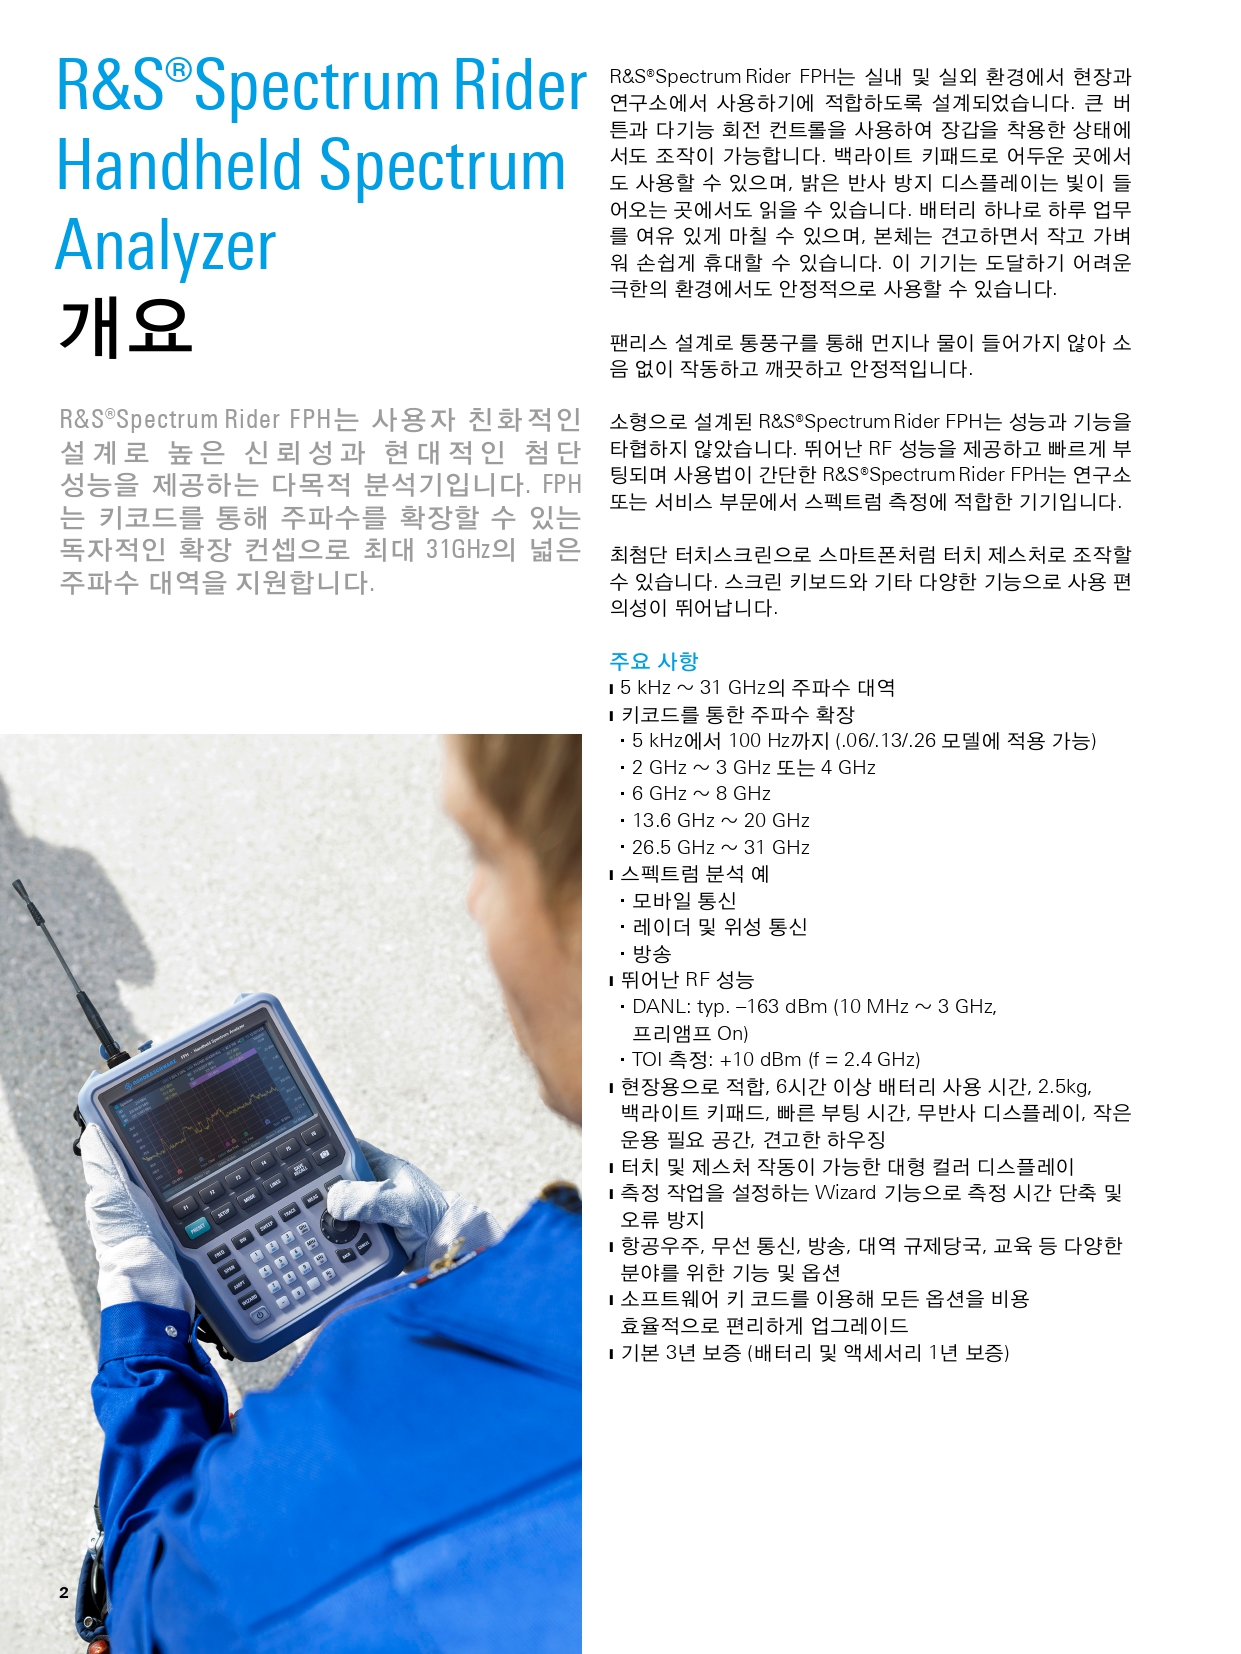 R&S®Spectrum Rider
Handheld Spectrum
Analyzer
개요
R&S®Spectrum Rider FPH는 사용자 친화적인
설계로 높은 신뢰성과 현대적인 첨단
성능을 제공하는 다목적 분석기입니다. FPH
는 키코드를 통해 주파수를 확장할 수 있는
독자적인 확장 컨셉으로 최대 31GHz의 넓은
주파수 대역을 지원합니다.
R&S®Spectrum Rider FPH는 실내 및 실외 환경에서 현장과
연구소에서 사용하기에 적합하도록 설계되었습니다. 큰 버
튼과 다기능 회전 컨트롤을 사용하여 장갑을 착용한 상태에
서도 조작이 가능합니다. 백라이트 키패드로 어두운 곳에서
도 사용할 수 있으며, 밝은 반사 방지 디스플레이는 빛이 들
어오는 곳에서도 읽을 수 있습니다. 배터리 하나로 하루 업무
를 여유 있게 마칠 수 있으며, 본체는 견고하면서 작고 가벼
워 손쉽게 휴대할 수 있습니다. 이 기기는 도달하기 어려운
극한의 환경에서도 안정적으로 사용할 수 있습니다.
팬리스 설계로 통풍구를 통해 먼지나 물이 들어가지 않아 소
음 없이 작동하고 깨끗하고 안정적입니다.
소형으로 설계된 R&S®Spectrum Rider FPH는 성능과 기능을
타협하지 않았습니다. 뛰어난 RF 성능을 제공하고 빠르게 부
팅되며 사용법이 간단한 R&S®Spectrum Rider FPH는 연구소
또는 서비스 부문에서 스펙트럼 측정에 적합한 기기입니다.
최첨단 터치스크린으로 스마트폰처럼 터치 제스처로 조작할
수 있습니다. 스크린 키보드와 기타 다양한 기능으로 사용 편
의성이 뛰어납니다.
주요 사항
▌5 kHz ~ 31 GHz의 주파수 대역
▌키코드를 통한 주파수 확장
· 5 kHz에서 100 Hz까지 (.06/.13/.26 모델에 적용 가능)
· 2 GHz ~ 3 GHz 또는 4 GHz
· 6 GHz ~ 8 GHz
· 13.6 GHz ~ 20 GHz
· 26.5 GHz ~ 31 GHz
▌스펙트럼 분석 예
· 모바일 통신
· 레이더 및 위성 통신
· 방송
▌뛰어난 RF 성능
· DANL: typ. –163 dBm (10 MHz ~ 3 GHz,
프리앰프 On)
· TOI 측정: +10 dBm (f = 2.4 GHz)
▌현장용으로 적합, 6시간 이상 배터리 사용 시간, 2.5kg,
백라이트 키패드, 빠른 부팅 시간, 무반사 디스플레이, 작은
운용 필요 공간, 견고한 하우징
▌터치 및 제스처 작동이 가능한 대형 컬러 디스플레이
▌측정 작업을 설정하는 Wizard 기능으로 측정 시간 단축 및
오류 방지
▌항공우주, 무선 통신, 방송, 대역 규제당국, 교육 등 다양한
분야를 위한 기능 및 옵션
▌소프트웨어 키 코드를 이용해 모든 옵션을 비용
효율적으로 편리하게 업그레이드
▌기본 3년 보증 (배터리 및 액세서리 1년 보증)
ROHDE&SCHWARZ FPH · Handheld Spectrum Analyzer
F1 F2 F3 F4 F5 F6
PRESET SETUP MODE LINES SAVE RECALL
FREQ BW SWEEP TRACE MEAS
SPAN
AMPT
WIZARD
BACK CANCEL
2